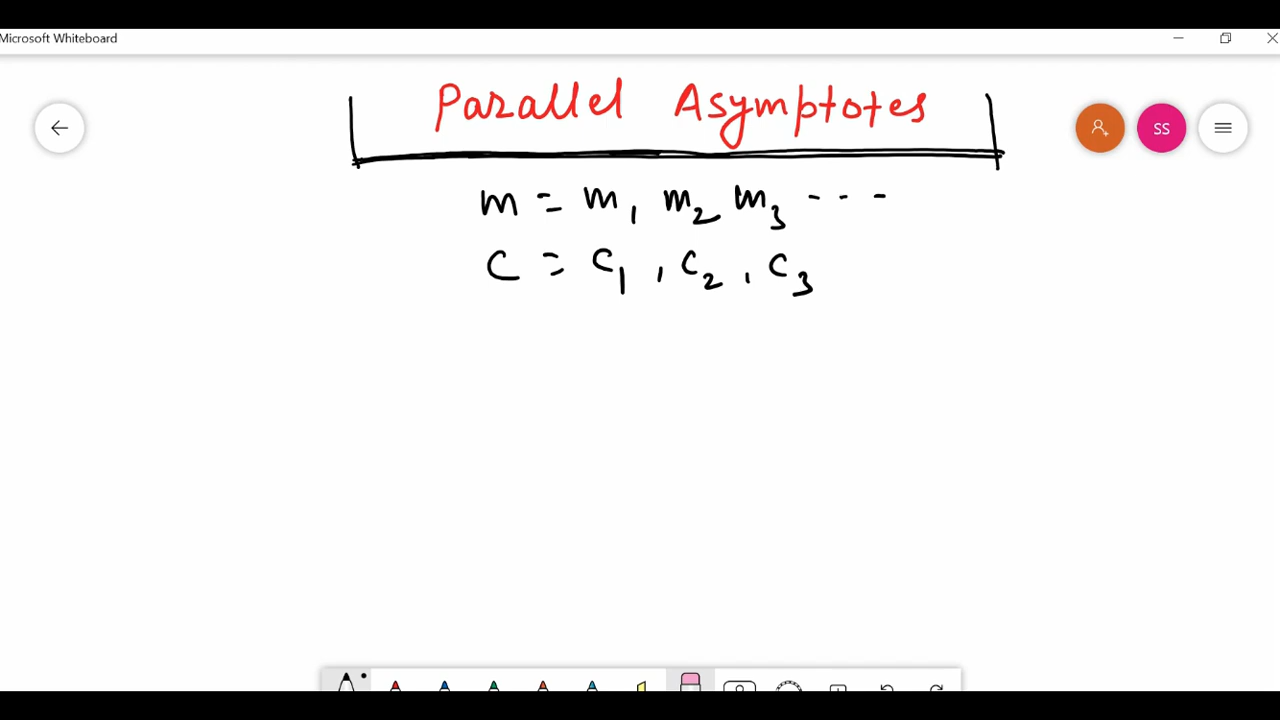 Microsoft Whiteboard
Parallel Asymptotes
SS
m = m₁ m₂ m₃ - - -
c = c₁ , c₂ , c₃